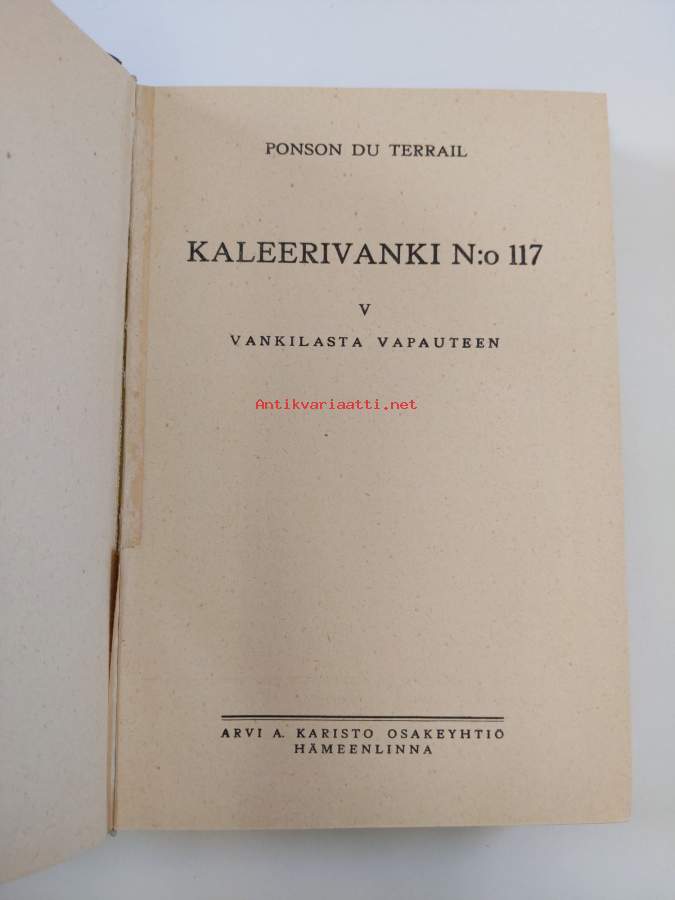 PONSON DU TERRAIL
KALEERIVANKI N:o 117
V
VANKILASTA VAPAUTEEN
Antikvariaatti.net
ARVI A. KARISTO OSAKEYHTIÖ
HÄMEENLINNA